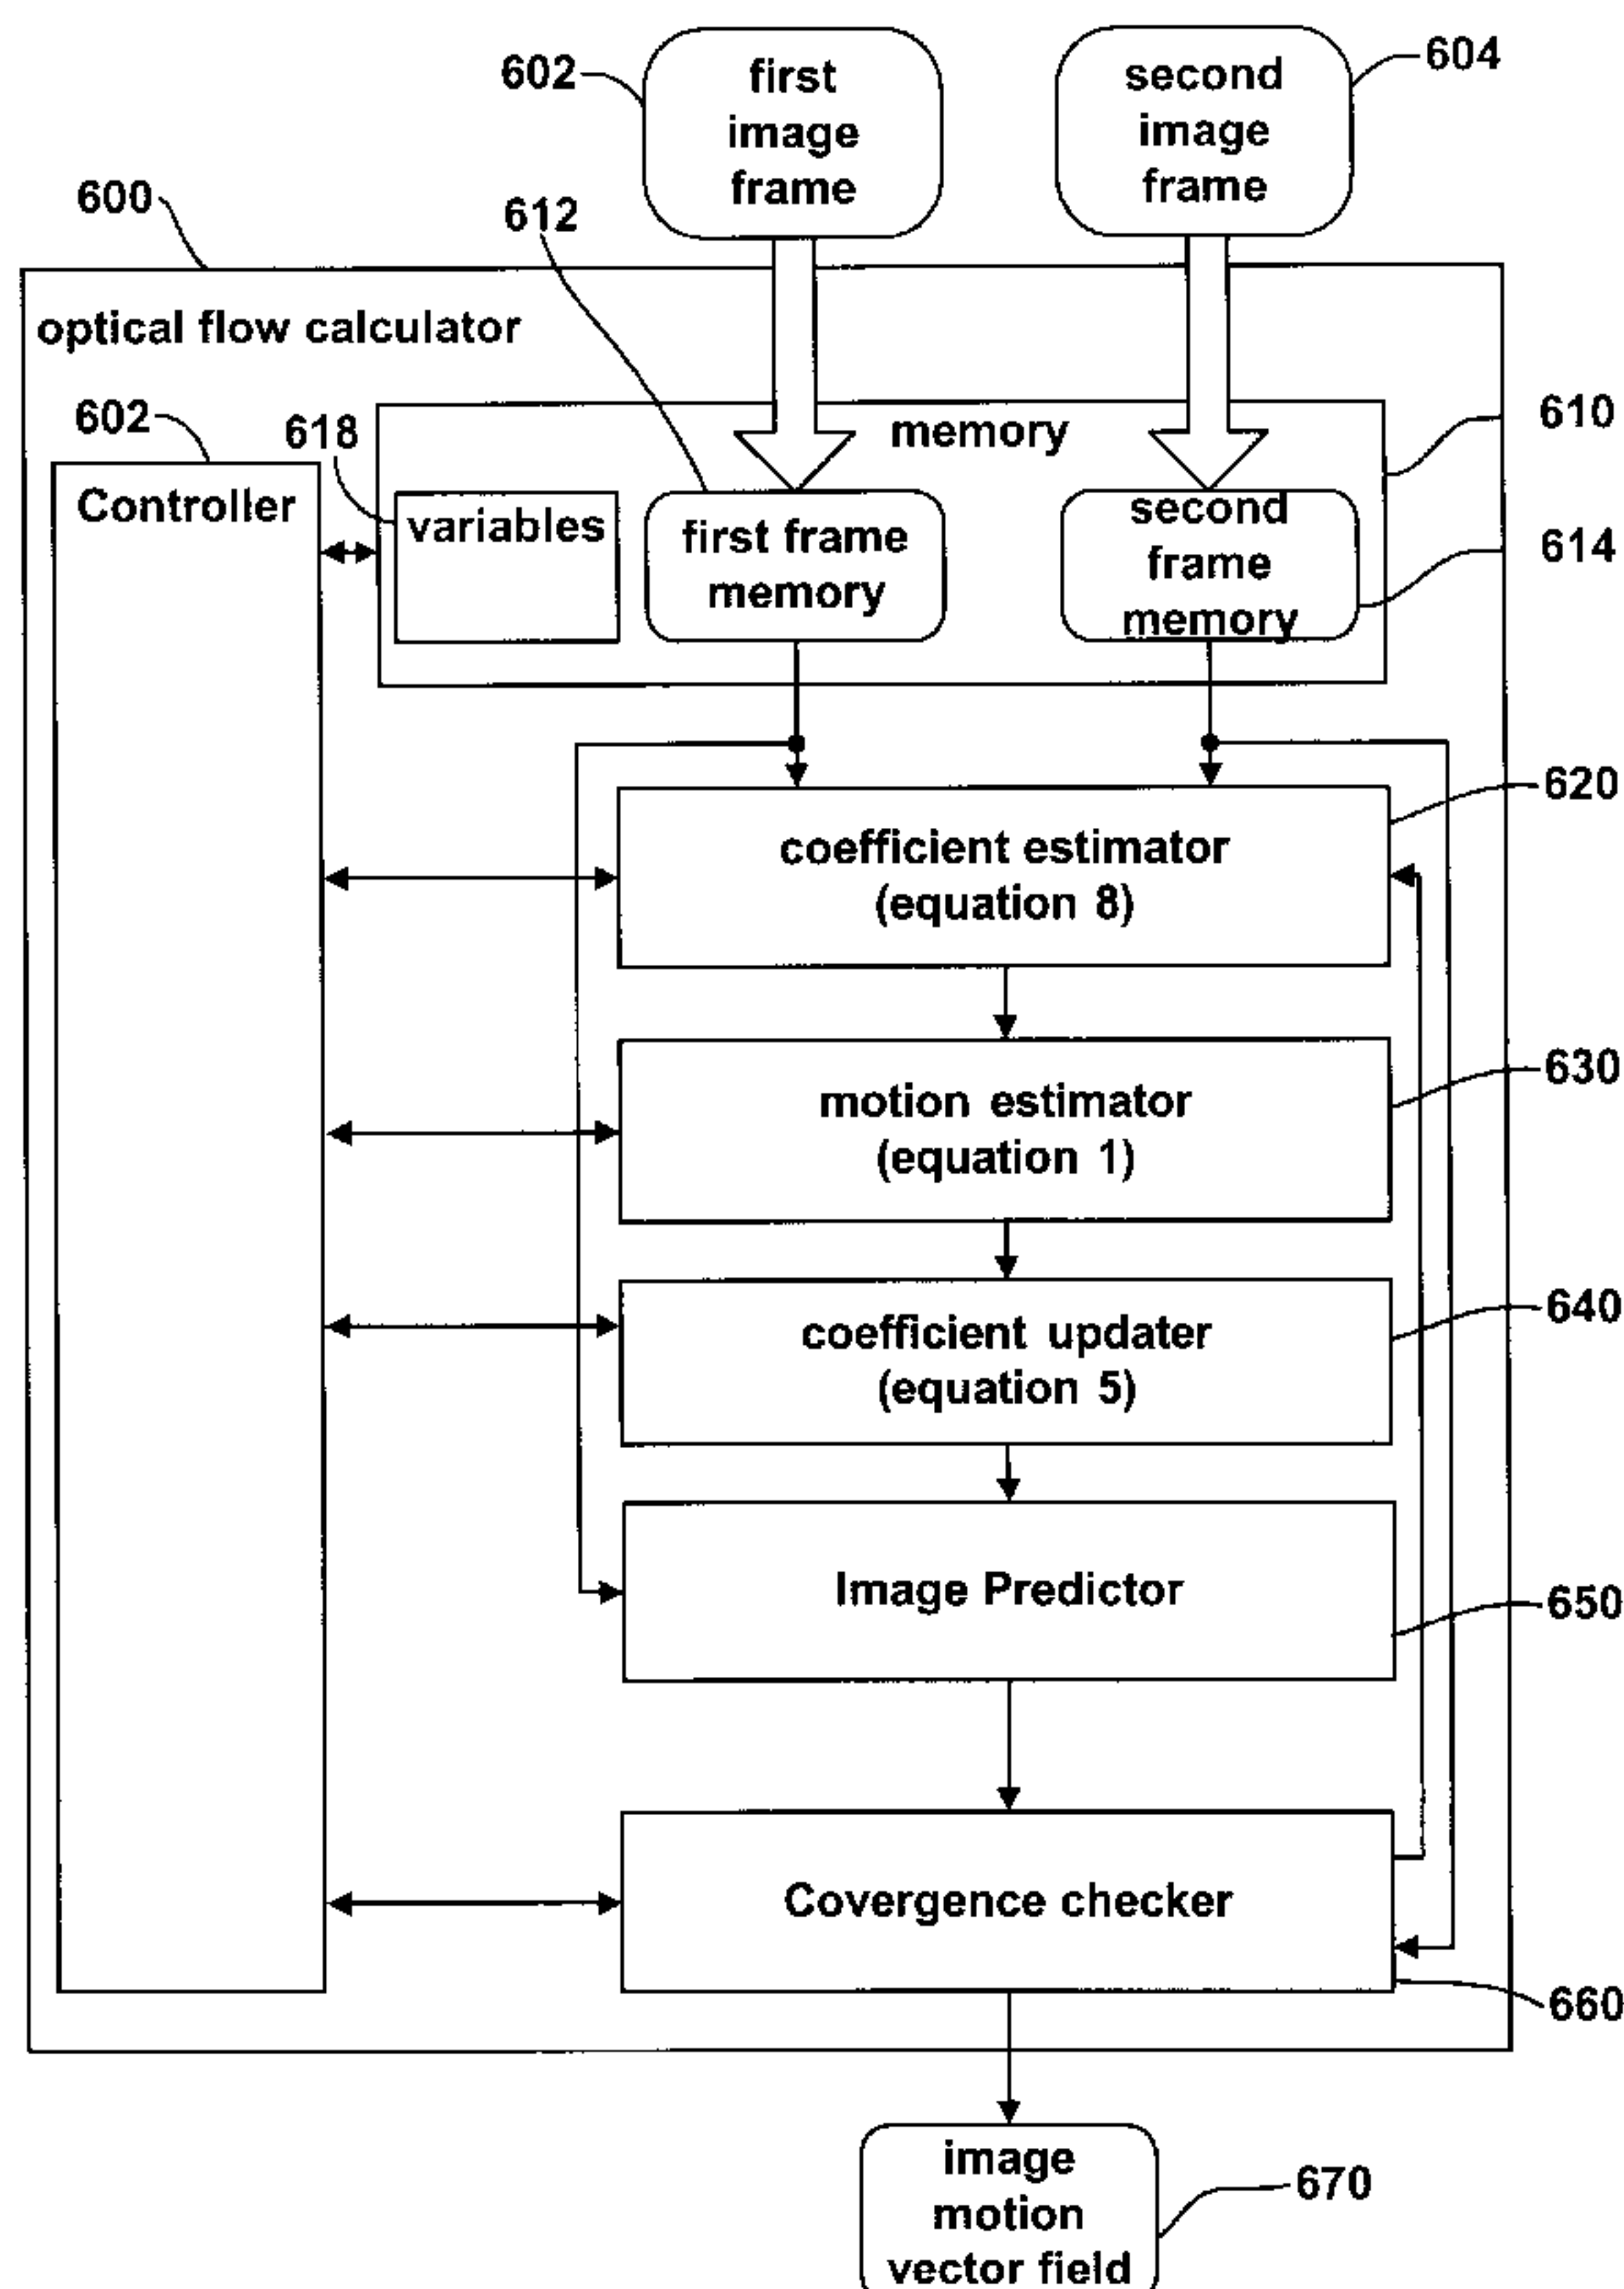 602
first
image
frame
second
image
frame
604
600
612
optical flow calculator
602
618
memory
610
Controller
variables
first frame
memory
second
frame
memory
614
620
coefficient estimator
(equation 8)
630
motion estimator
(equation 1)
640
coefficient updater
(equation 5)
Image Predictor
650
Covergence checker
660
image
motion
vector field
670